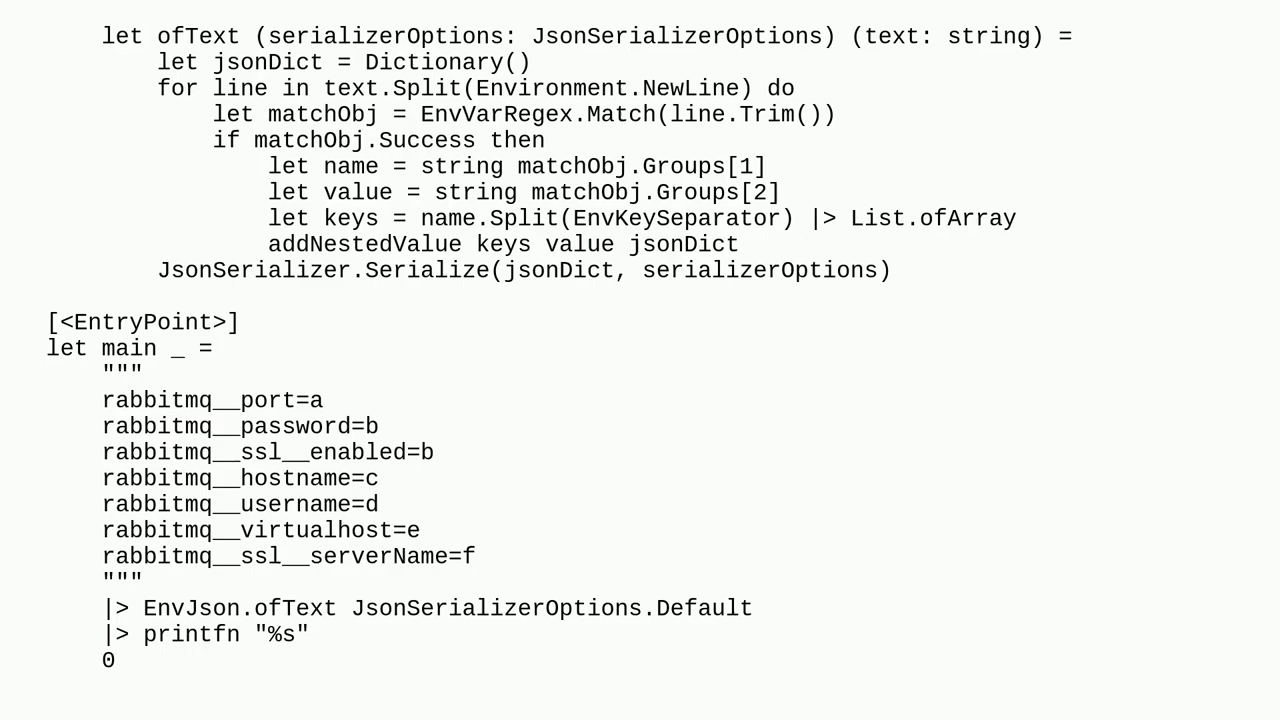 let ofText (serializerOptions: JsonSerializerOptions) (text: string) =
let jsonDict = Dictionary()
for line in text.Split(Environment.NewLine) do
let matchObj = EnvVarRegex.Match(line.Trim())
if matchObj.Success then
let name = string matchObj.Groups[1]
let value = string matchObj.Groups[2]
let keys = name.Split(EnvKeySeparator) |> List.ofArray
addNestedValue keys value jsonDict
JsonSerializer.Serialize(jsonDict, serializerOptions)
[<EntryPoint>]
let main _ =
"""
rabbitmq__port=a
rabbitmq__password=b
rabbitmq__ssl__enabled=b
rabbitmq__hostname=c
rabbitmq__username=d
rabbitmq__virtualhost=e
rabbitmq__ssl__serverName=f
"""
|> EnvJson.ofText JsonSerializerOptions.Default
|> printfn "%s"
0